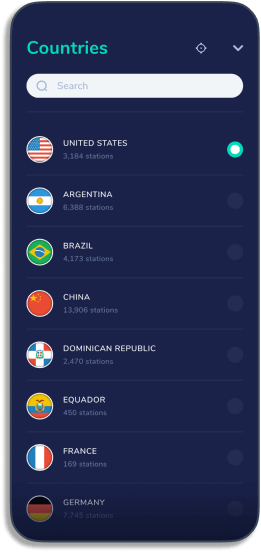 Countries
Search
UNITED STATES
3,184 stations
ARGENTINA
6,388 stations
BRAZIL
4,173 stations
CHINA
13,906 stations
DOMINICAN REPUBLIC
2,470 stations
EQUADOR
450 stations
FRANCE
169 stations
GERMANY
7,745 stations